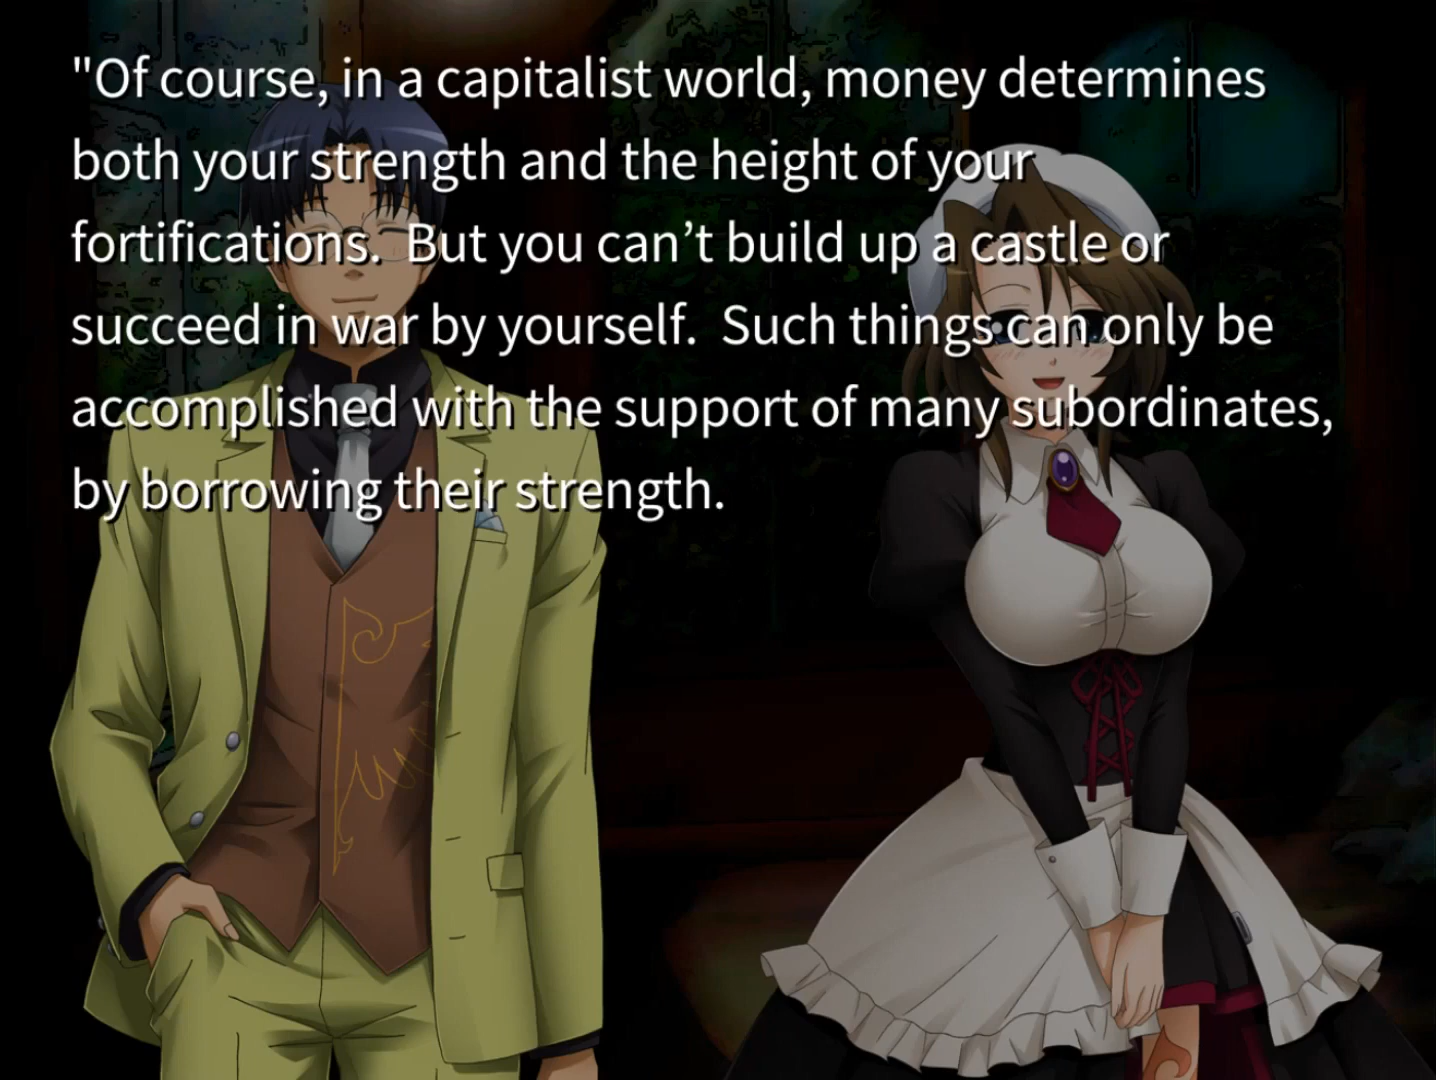 "Of course, in a capitalist world, money determines
both your strength and the height of your
fortifications.  But you can’t build up a castle or
succeed in war by yourself.  Such things can only be
accomplished with the support of many subordinates,
by borrowing their strength.